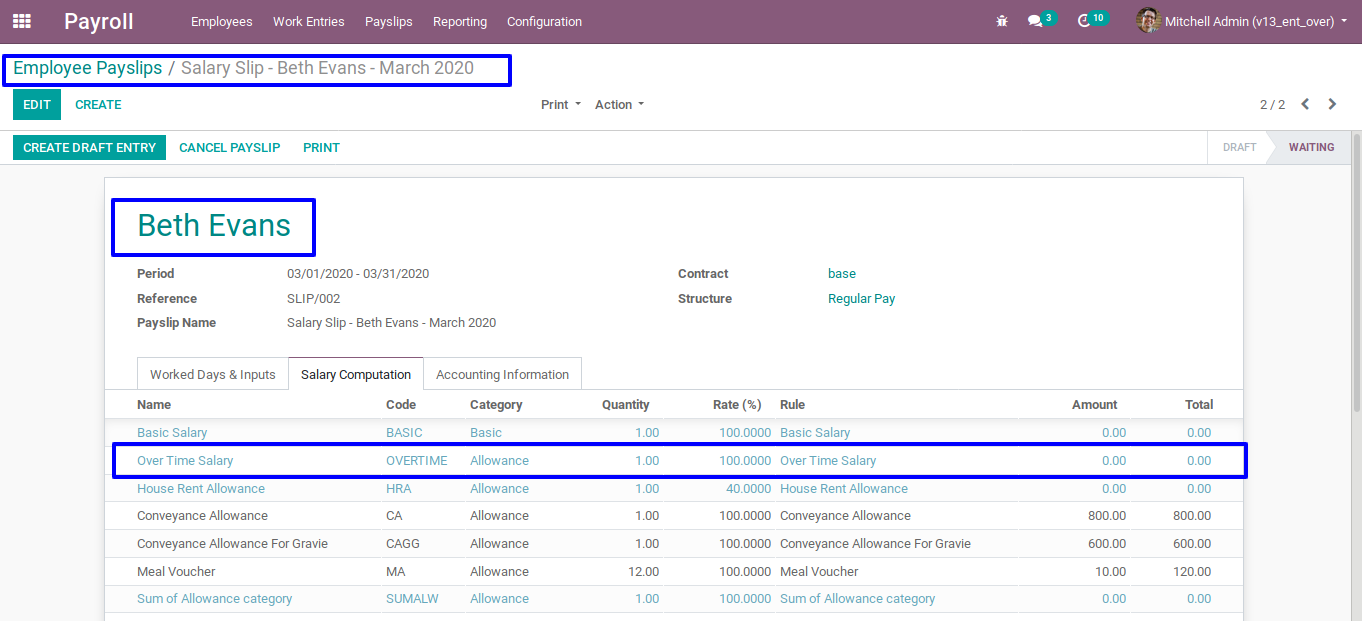 Payroll Employees Work Entries Payslips Reporting Configuration 3 10 Mitchell Admin (v13_ent_over)
Employee Payslips / Salary Slip - Beth Evans - March 2020
EDIT CREATE Print Action 2 / 2
CREATE DRAFT ENTRY CANCEL PAYSLIP PRINT DRAFT WAITING
Beth Evans
Period 03/01/2020 - 03/31/2020 Contract base
Reference SLIP/002 Structure Regular Pay
Payslip Name Salary Slip - Beth Evans - March 2020
Worked Days & Inputs Salary Computation Accounting Information
Name Code Category Quantity Rate (%) Rule Amount Total
Basic Salary BASIC Basic 1.00 100.0000 Basic Salary 0.00 0.00
Over Time Salary OVERTIME Allowance 1.00 100.0000 Over Time Salary 0.00 0.00
House Rent Allowance HRA Allowance 1.00 40.0000 House Rent Allowance 0.00 0.00
Conveyance Allowance CA Allowance 1.00 100.0000 Conveyance Allowance 800.00 800.00
Conveyance Allowance For Gravie CAGG Allowance 1.00 100.0000 Conveyance Allowance For Gravie 600.00 600.00
Meal Voucher MA Allowance 12.00 100.0000 Meal Voucher 10.00 120.00
Sum of Allowance category SUMALW Allowance 1.00 100.0000 Sum of Allowance category 0.00 0.00